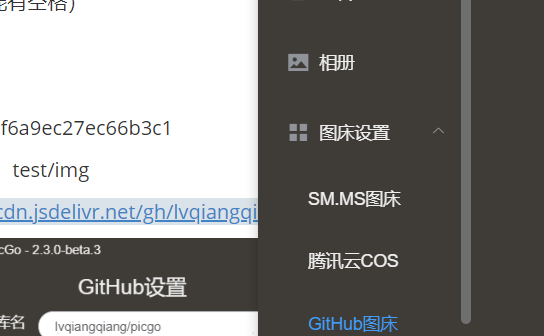 能有空格）
f6a9ec27ec66b3c1
test/img
cdn.jsdelivr.net/gh/lvqiangqi
cGo - 2.3.0-beta.3
GitHub设置
库名
lvqiangqiang/picgo
相册
图床设置
SM.MS图床
腾讯云COS
GitHub图床